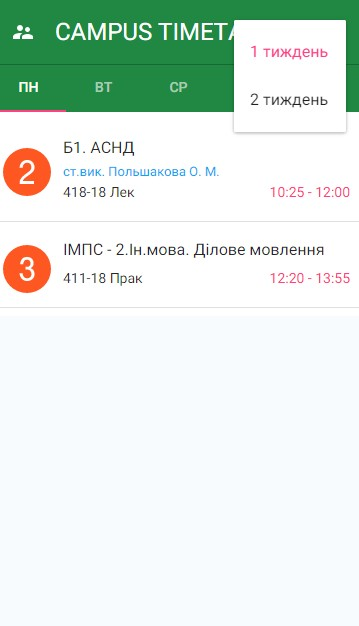 CAMPUS TIMETA
1 тиждень
2 тиждень
ПН
ВТ
СР
2
Б1. АСНД
ст.вик. Польшакова О. М.
418-18 Лек
10:25 - 12:00
3
ІМПС - 2.Ін.мова. Ділове мовлення
411-18 Прак
12:20 - 13:55